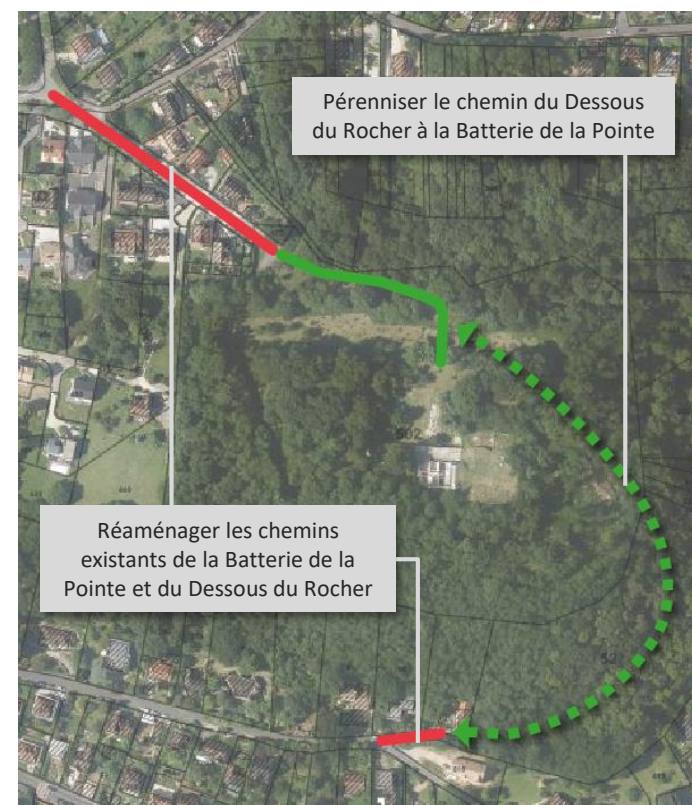 Pérenniser le chemin du Dessous
du Rocher à la Batterie de la Pointe
502
Réaménager les chemins
existants de la Batterie de la
Pointe et du Dessous du Rocher